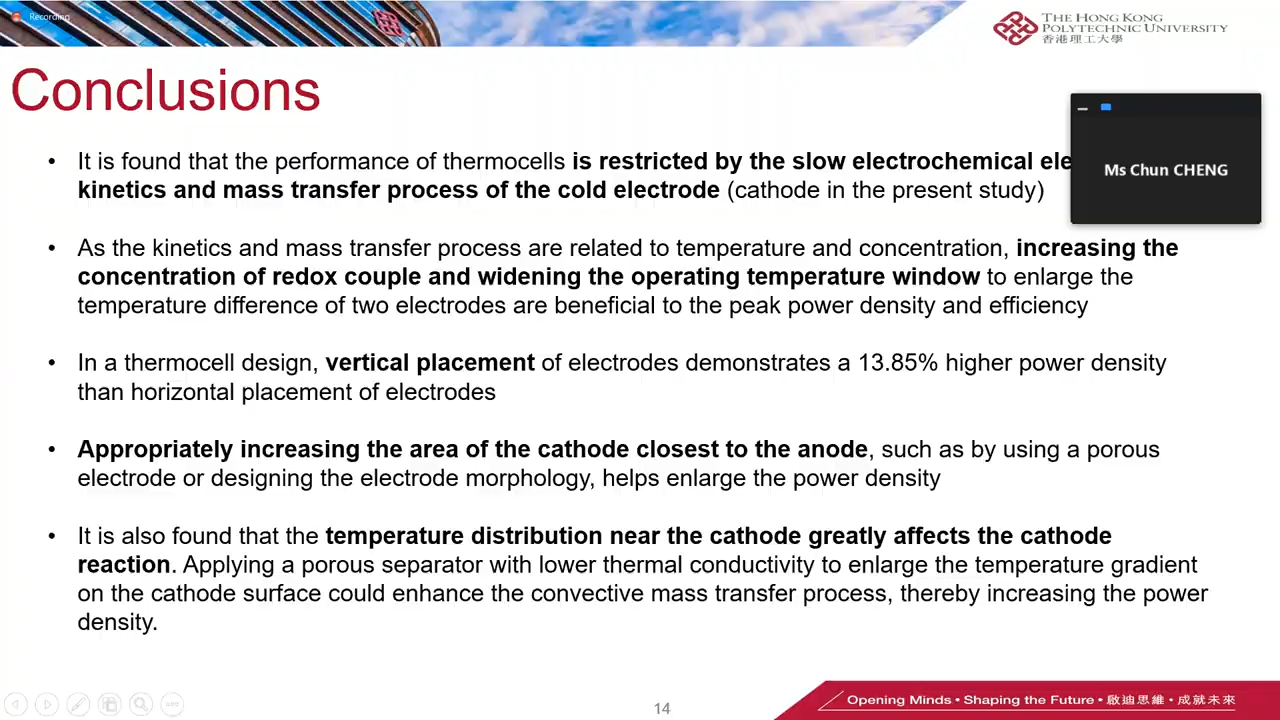 Recording
THE HONG KONG
POLYTECHNIC UNIVERSITY
香港理工大學
Conclusions
Ms Chun CHENG
• It is found that the performance of thermocells is restricted by the slow electrochemical
kinetics and mass transfer process of the cold electrode (cathode in the present study)
• As the kinetics and mass transfer process are related to temperature and concentration, increasing the
concentration of redox couple and widening the operating temperature window to enlarge the
temperature difference of two electrodes are beneficial to the peak power density and efficiency
• In a thermocell design, vertical placement of electrodes demonstrates a 13.85% higher power density
than horizontal placement of electrodes
• Appropriately increasing the area of the cathode closest to the anode, such as by using a porous
electrode or designing the electrode morphology, helps enlarge the power density
• It is also found that the temperature distribution near the cathode greatly affects the cathode
reaction. Applying a porous separator with lower thermal conductivity to enlarge the temperature gradient
on the cathode surface could enhance the convective mass transfer process, thereby increasing the power
density.
14
Opening Minds • Shaping the Future • 啟迪思維 • 成就未來